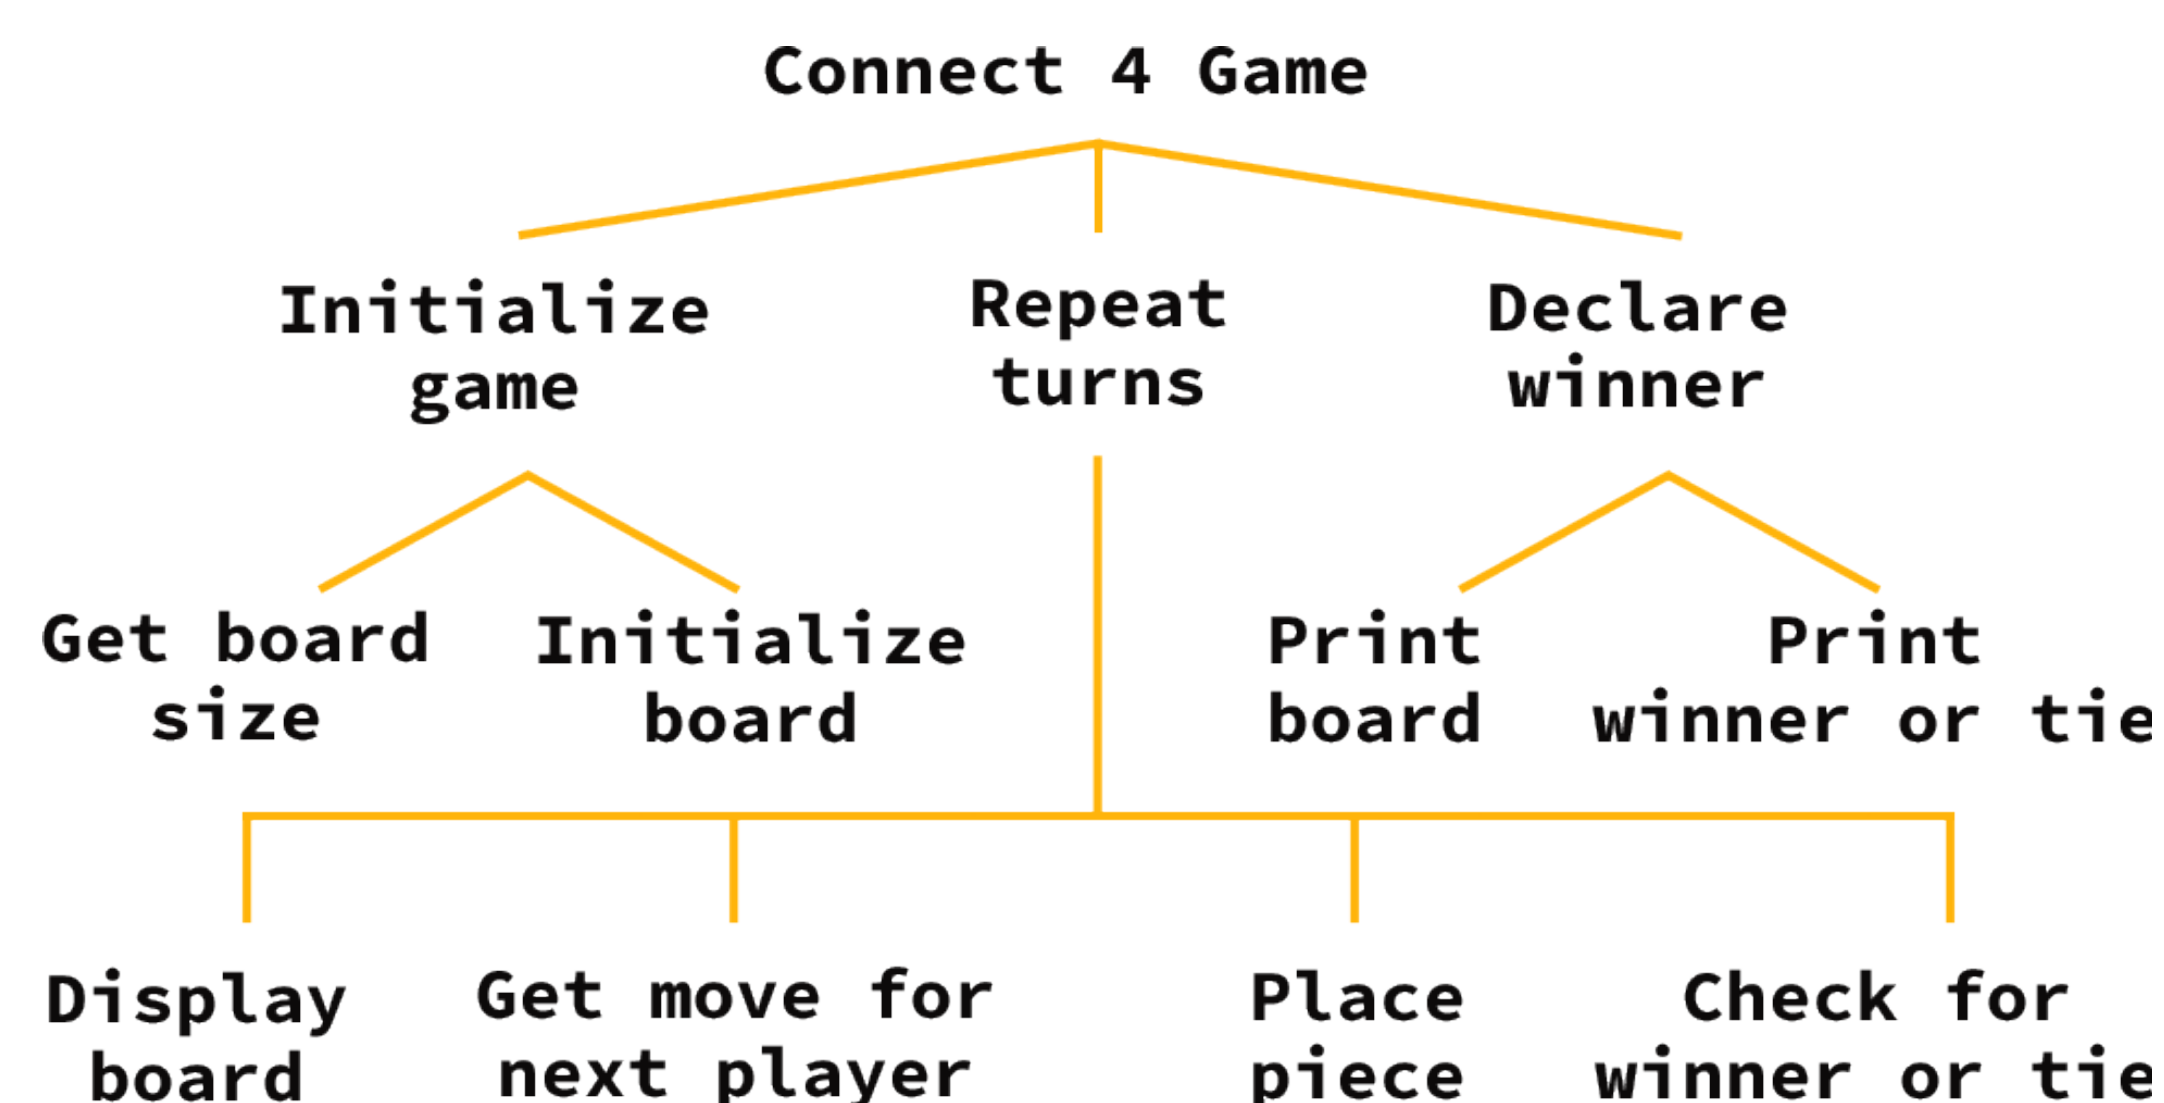 Connect 4 Game
Initialize
game
Repeat
turns
Declare
winner
Get board
size
Initialize
board
Print
board
Print
winner or tie
Display
board
Get move for
next player
Place
piece
Check for
winner or tie